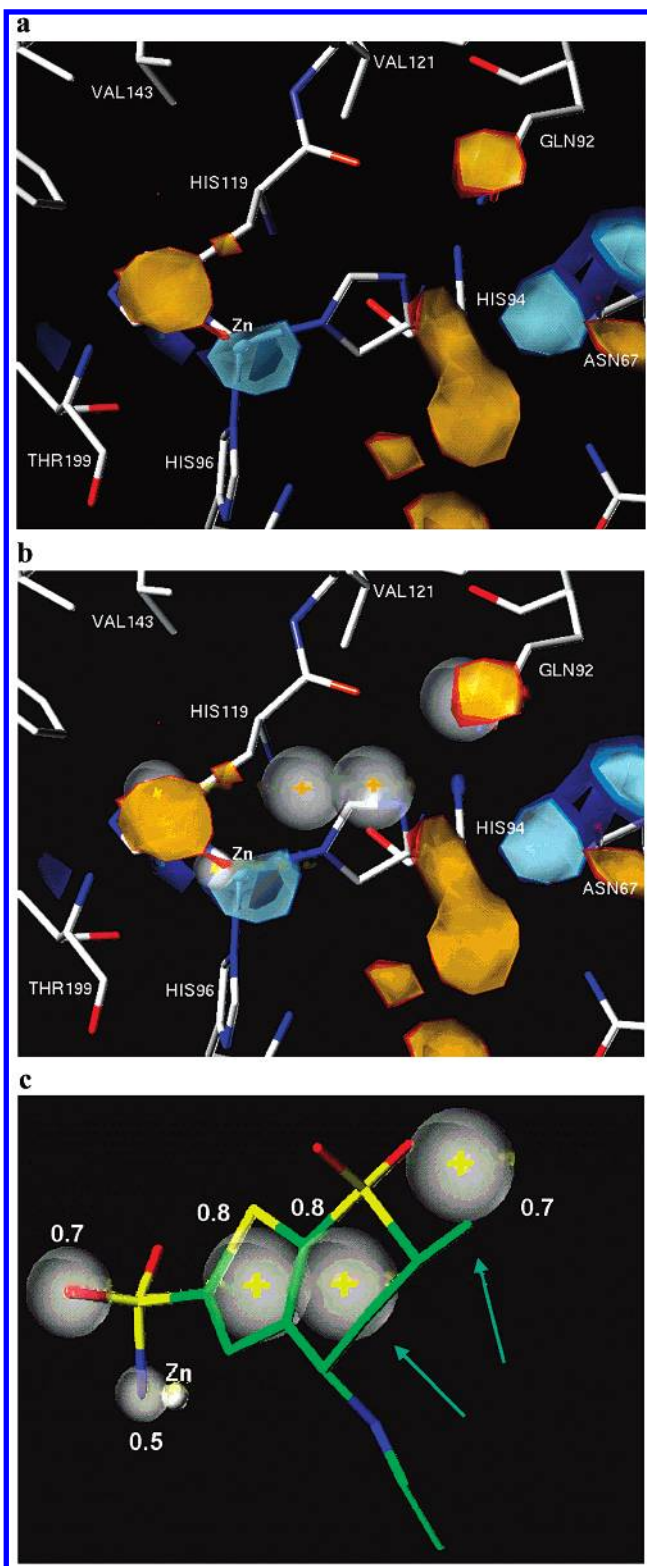 a
VAL143
VAL121
GLN92
HIS119
Zn
HIS94
ASN67
THR199
HIS96
b
VAL143
VAL121
GLN92
HIS119
Zn
HIS94
ASN67
THR199
HIS96
c
0.7
0.8
0.8
0.7
Zn
0.5